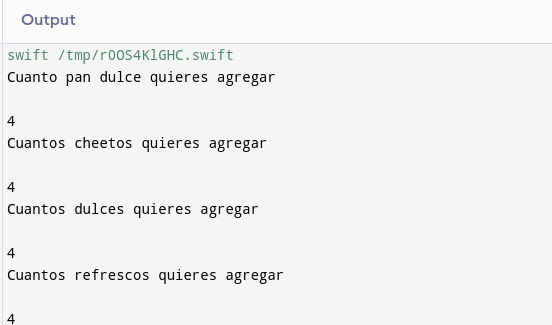 Output
swift /tmp/rOOS4KlGHC.swift
Cuanto pan dulce quieres agregar
4
Cuantos cheetos quieres agregar
4
Cuantos dulces quieres agregar
4
Cuantos refrescos quieres agregar
4